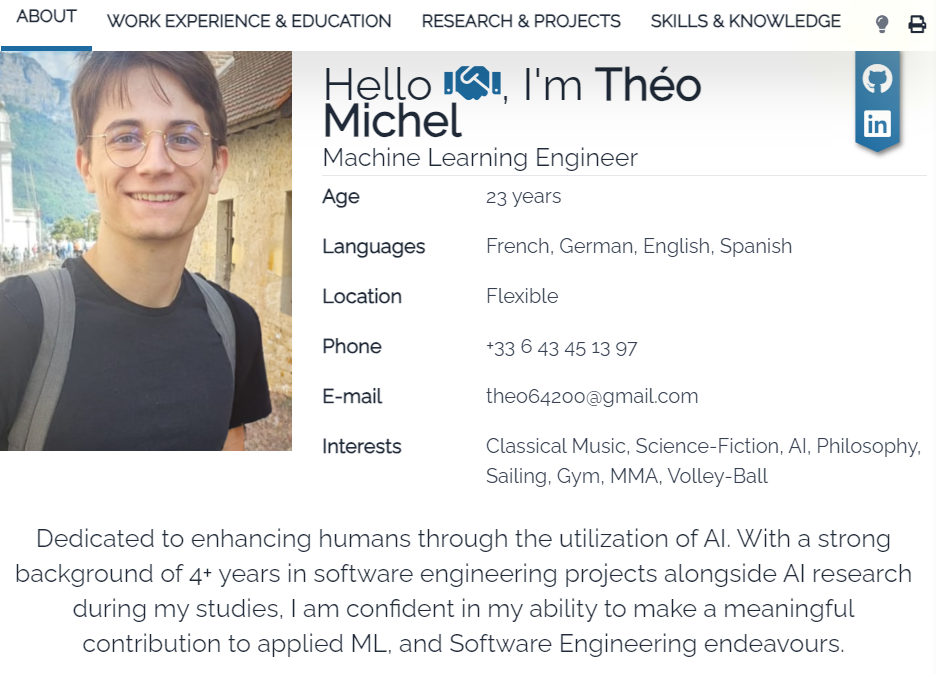 ABOUT WORK EXPERIENCE & EDUCATION RESEARCH & PROJECTS SKILLS & KNOWLEDGE
Hello , I'm Théo
Michel
in
Machine Learning Engineer
Age 23 years
Languages French, German, English, Spanish
Location Flexible
Phone +33 6 43 45 13 97
E-mail theo64200@gmail.com
Interests Classical Music, Science-Fiction, AI, Philosophy,
Sailing, Gym, MMA, Volley-Ball
Dedicated to enhancing humans through the utilization of AI. With a strong
background of 4+ years in software engineering projects alongside AI research
during my studies, I am confident in my ability to make a meaningful
contribution to applied ML, and Software Engineering endeavours.